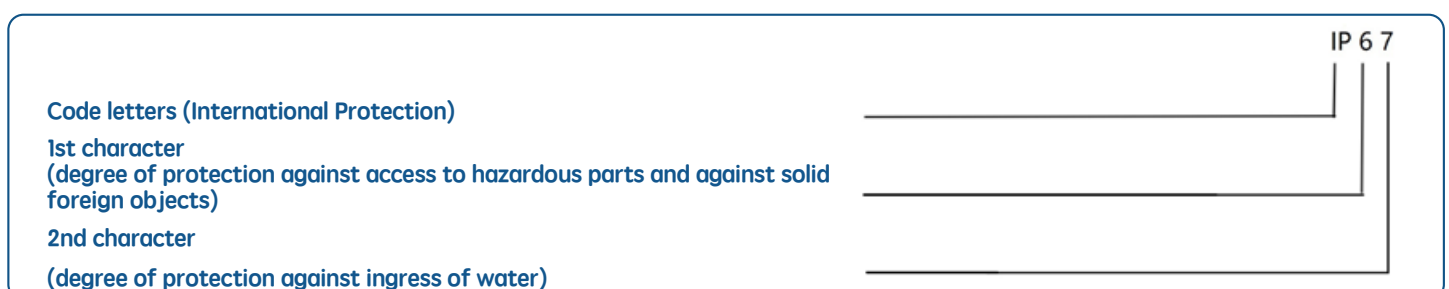 IP 6 7
Code letters (International Protection)
1st character
(degree of protection against access to hazardous parts and against solid
foreign objects)
2nd character
(degree of protection against ingress of water)